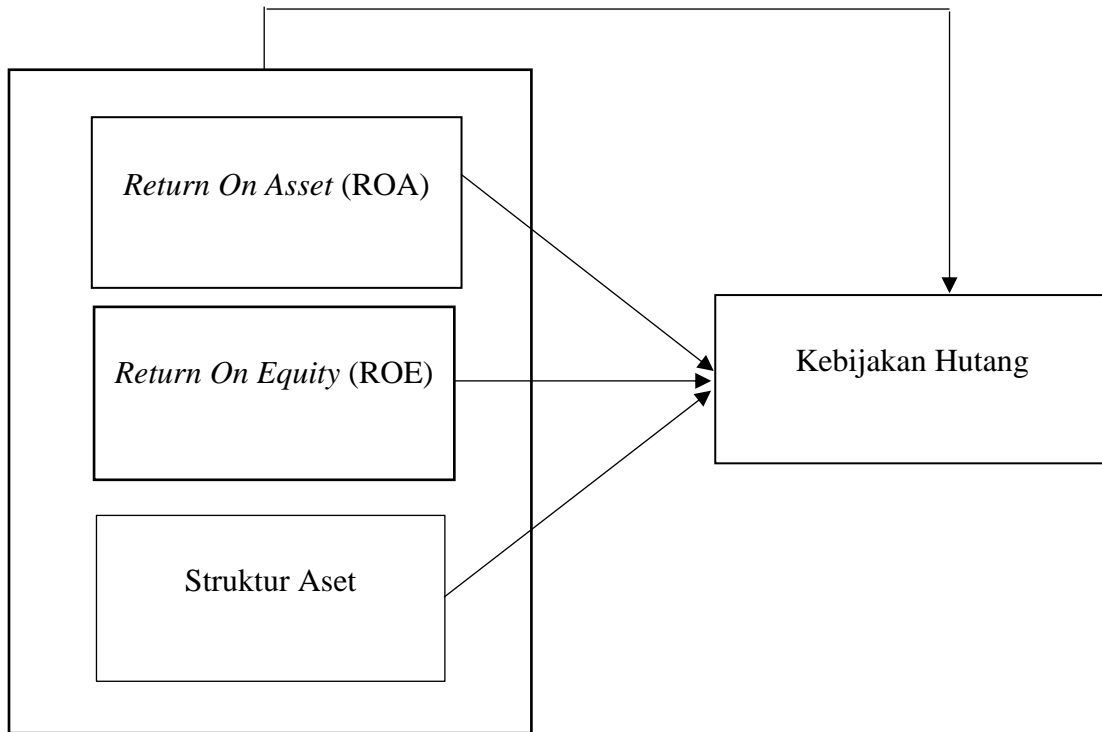 Return On Asset (ROA)
Return On Equity (ROE)
Kebijakan Hutang
Struktur Aset